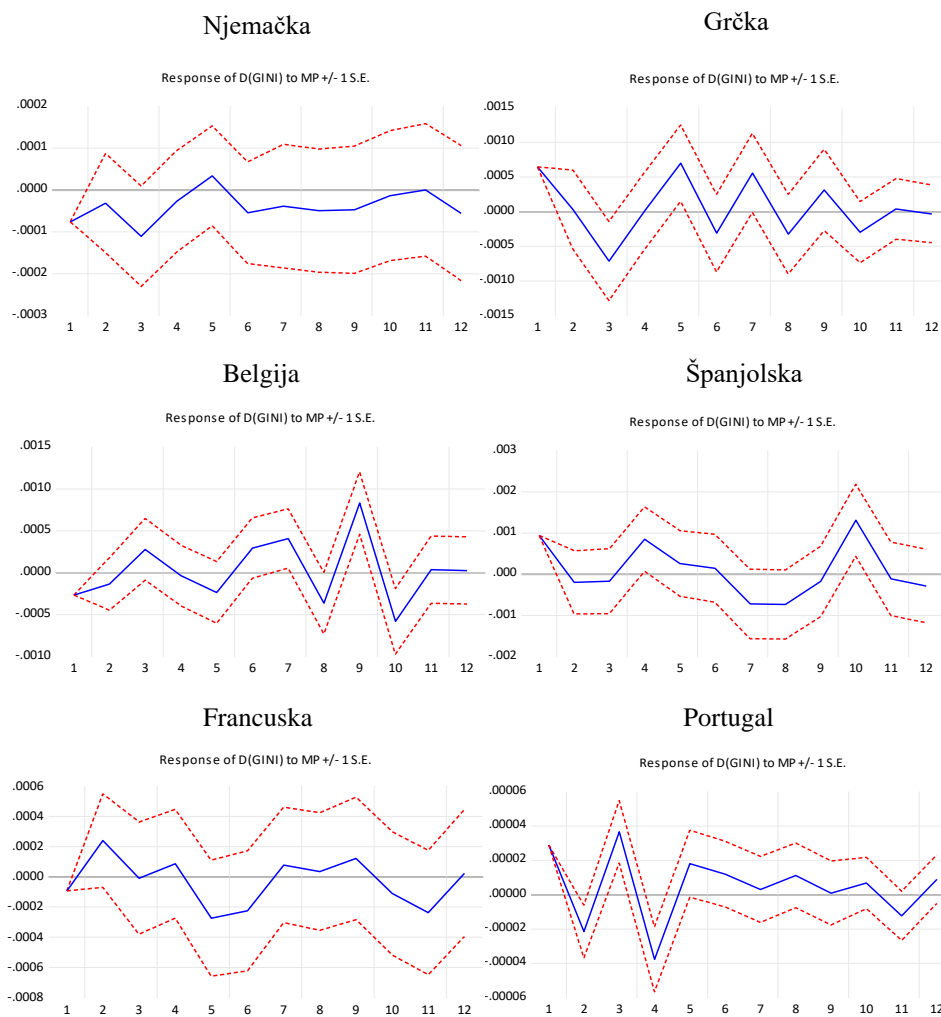 Njemačka
Response of D(GINI) to MP +/- 1 S.E.
.0002
.0001
.0000
-.0001
-.0002
-.0003
1 2 3 4 5 6 7 8 9 10 11 12
Grčka
Response of D(GINI) to MP +/- 1 S.E.
.0015
.0010
.0005
.0000
-.0005
-.0010
-.0015
1 2 3 4 5 6 7 8 9 10 11 12
Belgija
Response of D(GINI) to MP +/- 1 S.E.
.0015
.0010
.0005
.0000
-.0005
-.0010
1 2 3 4 5 6 7 8 9 10 11 12
Španjolska
Response of D(GINI) to MP +/- 1 S.E.
.003
.002
.001
.000
-.001
-.002
1 2 3 4 5 6 7 8 9 10 11 12
Francuska
Response of D(GINI) to MP +/- 1 S.E.
.0006
.0004
.0002
.0000
-.0002
-.0004
-.0006
-.0008
1 2 3 4 5 6 7 8 9 10 11 12
Portugal
Response of D(GINI) to MP +/- 1 S.E.
.00006
.00004
.00002
.00000
-.00002
-.00004
-.00006
1 2 3 4 5 6 7 8 9 10 11 12